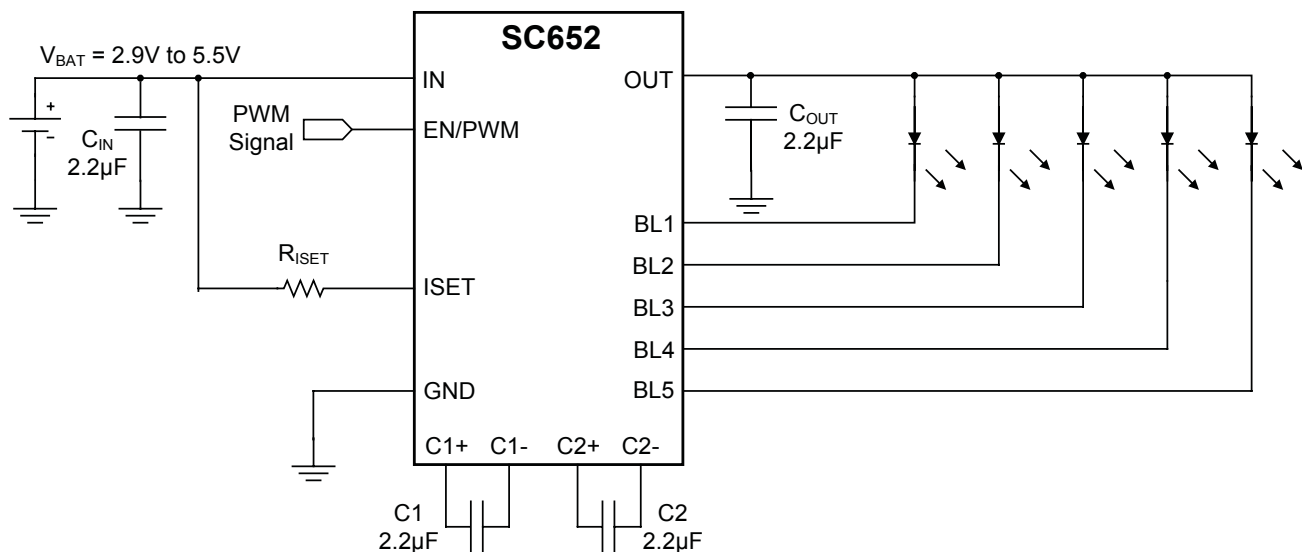 SC652
V_BAT = 2.9V to 5.5V
IN
OUT
PWM
Signal
EN/PWM
C_IN
2.2µF
C_OUT
2.2µF
BL1
R_ISET
ISET
BL2
BL3
BL4
GND
BL5
C1+ C1- C2+ C2-
C1
2.2µF
C2
2.2µF
+
-